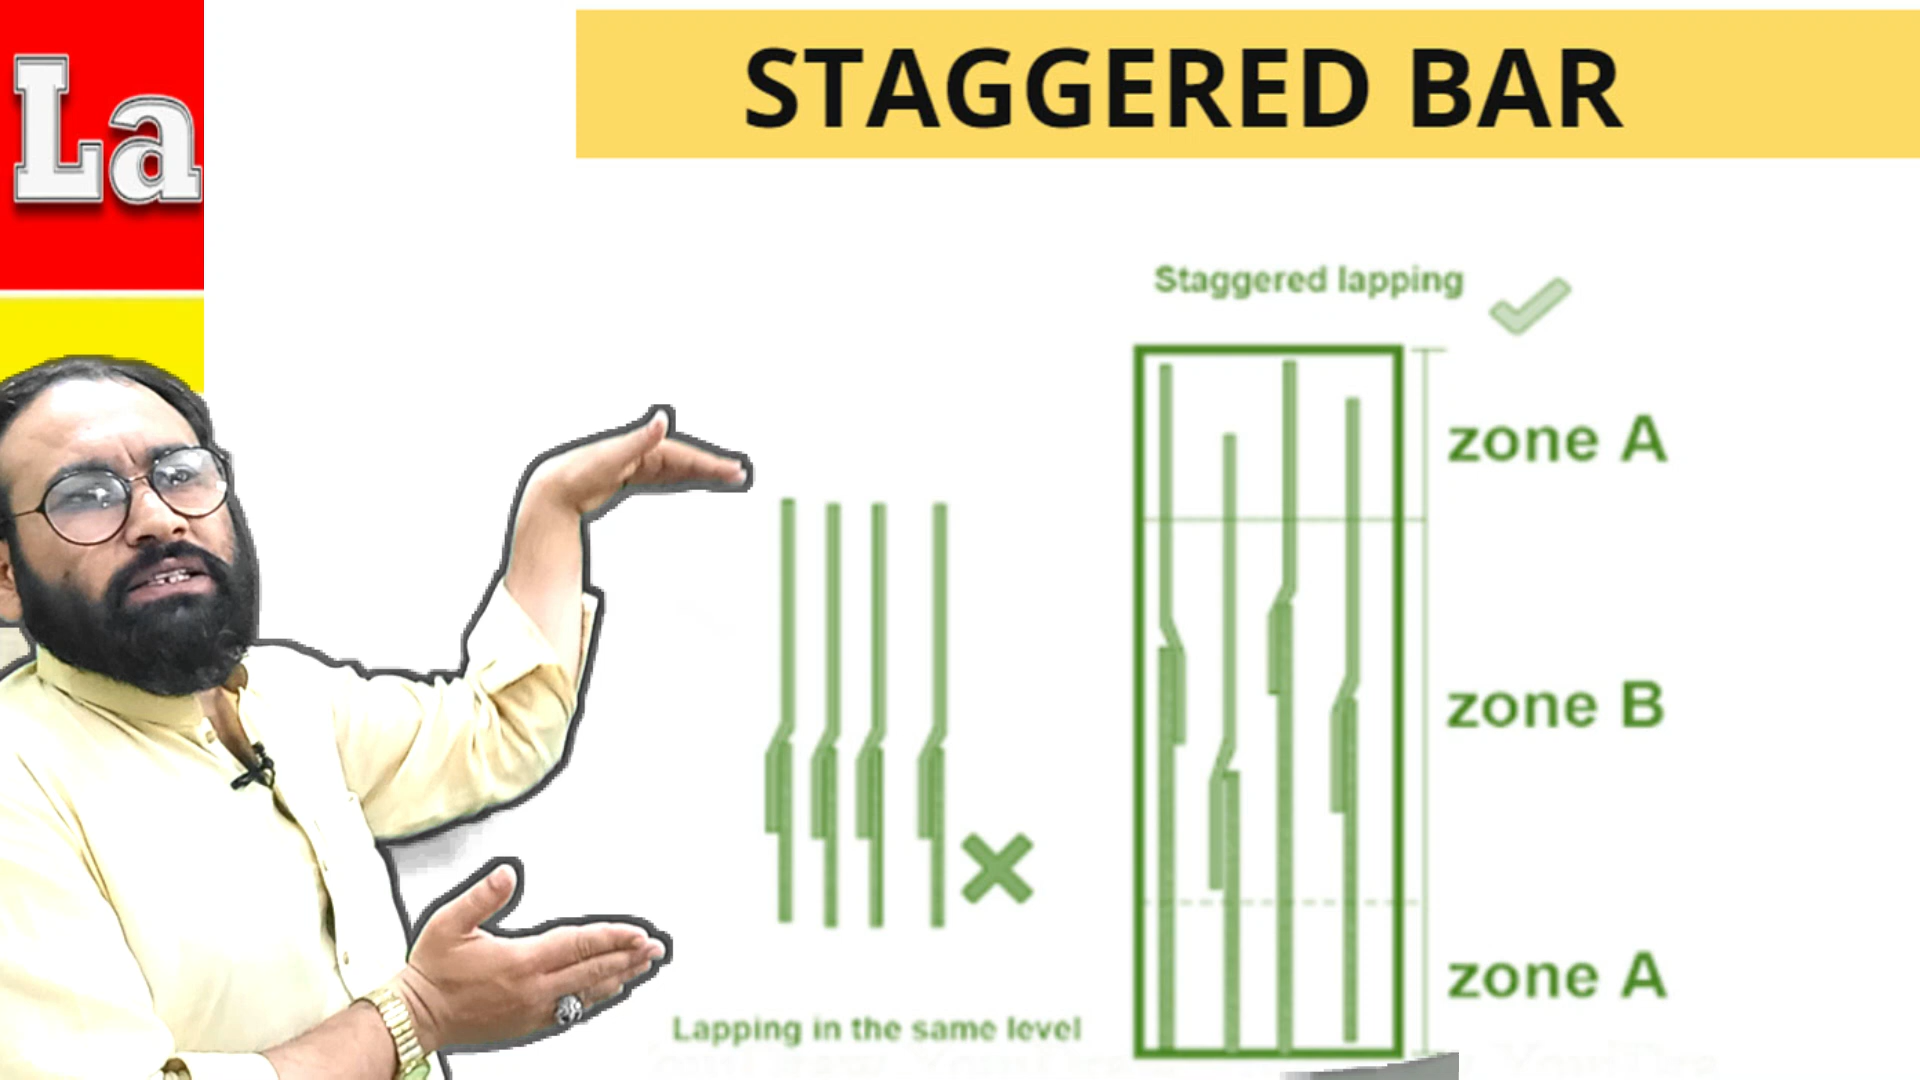 La
STAGGERED BAR
Staggered lapping
zone A
zone B
zone A
Lapping in the same level